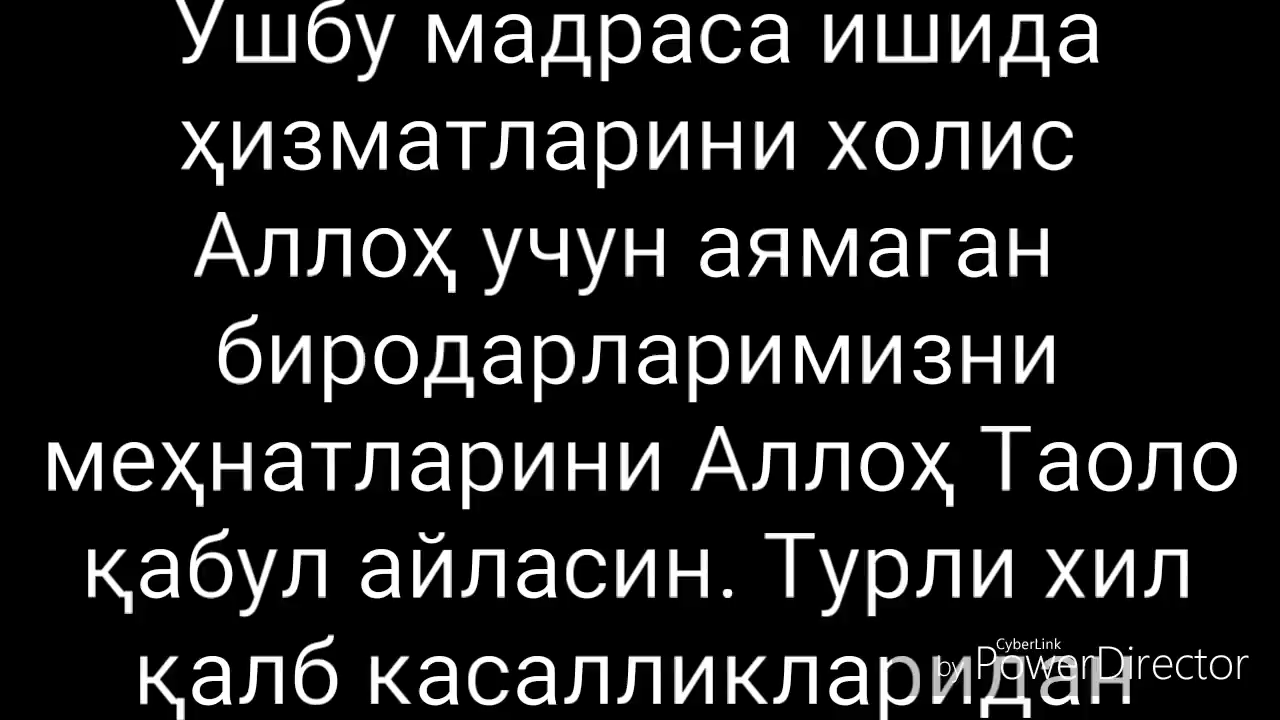 Ушбу мадраса ишида
ҳизматларини холис
Аллоҳ учун аямаган
биродарларимизни
меҳнатларини Аллоҳ Таоло
қабул айласин. Турли хил
қалб касалликларидан
CyberLink
by PowerDirector